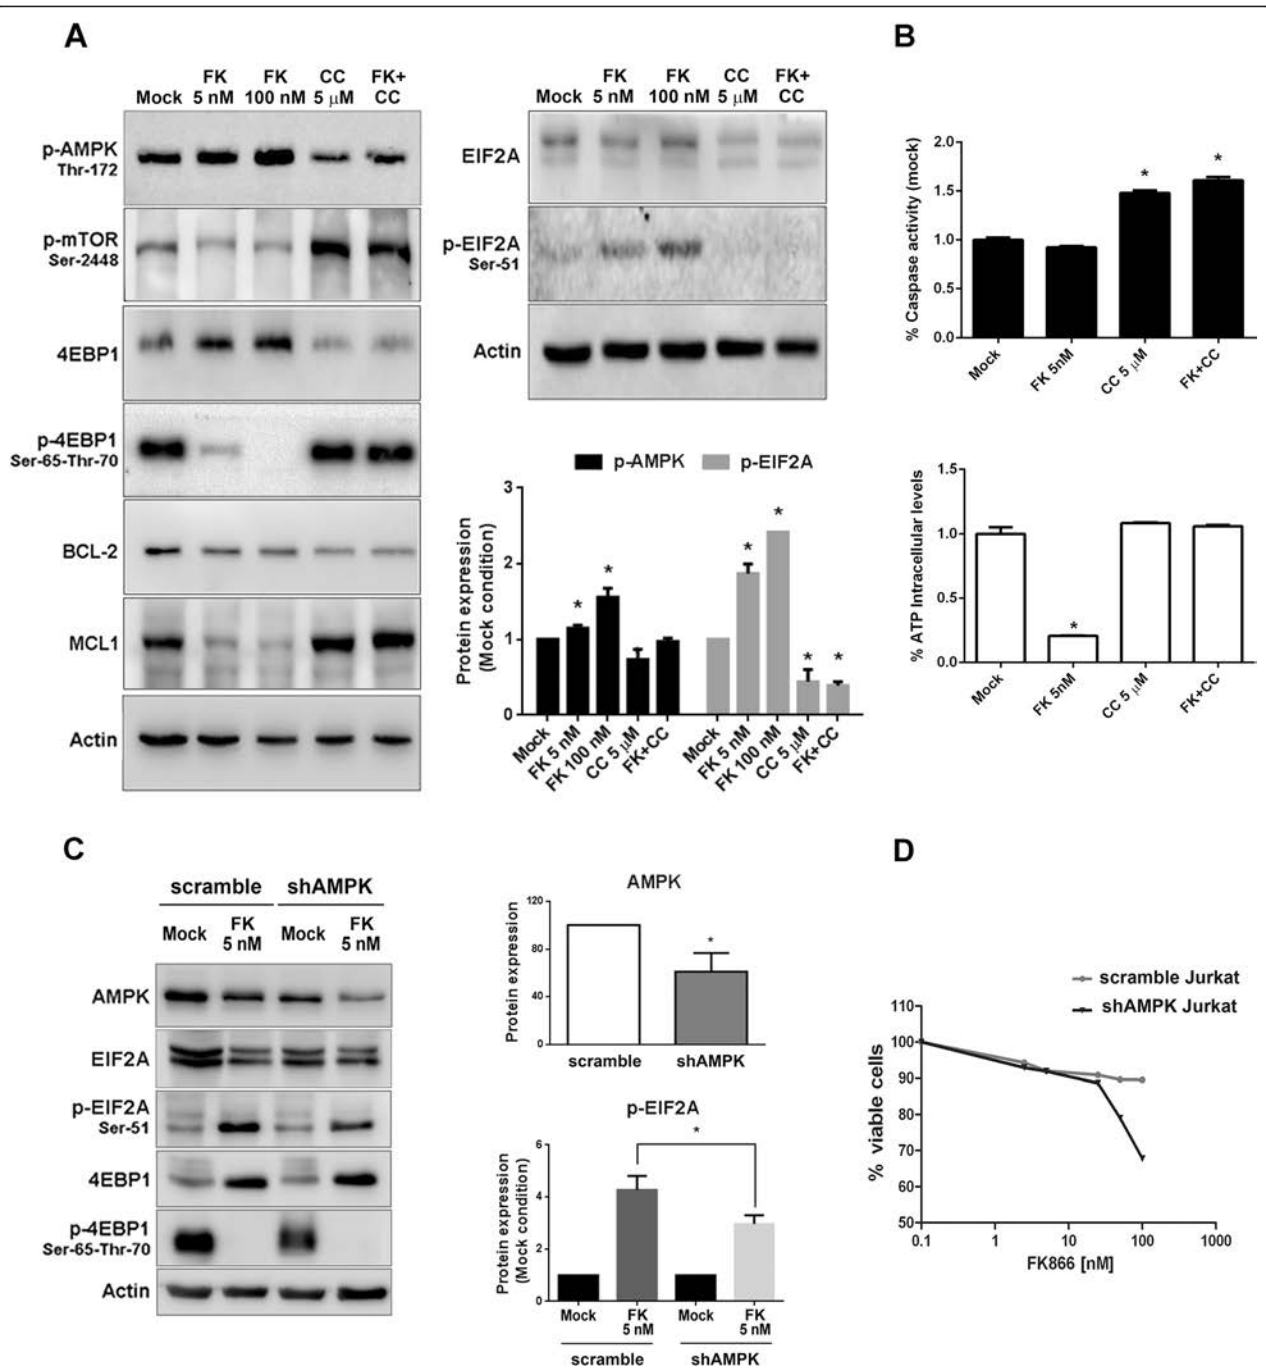 A
Mock FK 5 nM FK 100 nM CC 5 μM FK+ CC
p-AMPK
Thr-172
p-mTOR
Ser-2448
4EBP1
p-4EBP1
Ser-65-Thr-70
BCL-2
MCL1
Actin
Mock FK 5 nM FK 100 nM CC 5 μM FK+ CC
EIF2A
p-EIF2A
Ser-51
Actin
p-AMPK p-EIF2A
Protein expression
(Mock condition)
3
2
1
0
* * * * * *
Mock FK 5 nM FK 100 nM CC 5 μM FK+CC Mock FK 5 nM FK 100 nM CC 5 μM FK+CC
B
% Caspase activity (mock)
2.0
1.5
1.0
0.5
0.0
* *
Mock FK 5nM CC 5 μM FK+CC
% ATP Intracellular levels
1.5
1.0
0.5
0.0
*
Mock FK 5nM CC 5 μM FK+CC
C
scramble shAMPK
Mock FK 5 nM Mock FK 5 nM
AMPK
EIF2A
p-EIF2A
Ser-51
4EBP1
p-4EBP1
Ser-65-Thr-70
Actin
AMPK
Protein expression
120
80
40
0
*
scramble shAMPK
p-EIF2A
Protein expression
(Mock condition)
6
4
2
0
*
Mock FK 5 nM Mock FK 5 nM
scramble shAMPK
D
scramble Jurkat
shAMPK Jurkat
% viable cells
110
100
90
80
70
60
50
0.1 1 10 100 1000
FK866 [nM]